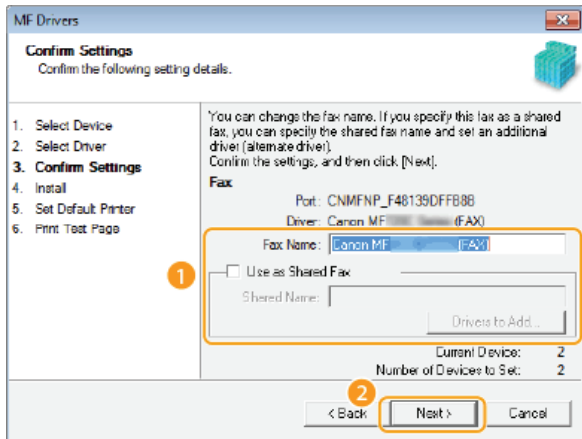 MF Drivers
Confirm Settings
Confirm the following setting details.
1. Select Device
2. Select Driver
3. Confirm Settings
4. Install
5. Set Default Printer
6. Print Test Page
You can change the fax name. If you specify this fax as a shared
fax, you can specify the shared fax name and set an additional
driver (alternate driver).
Confirm the settings, and then click [Next].
Fax
Port: CNMFNP_F48139DFFB8B
Driver: Canon MF (FAX)
Fax Name: Canon MF (FAX)
1
Use as Shared Fax
Shared Name:
Drivers to Add...
Current Device: 2
Number of Devices to Set: 2
2
< Back Next > Cancel